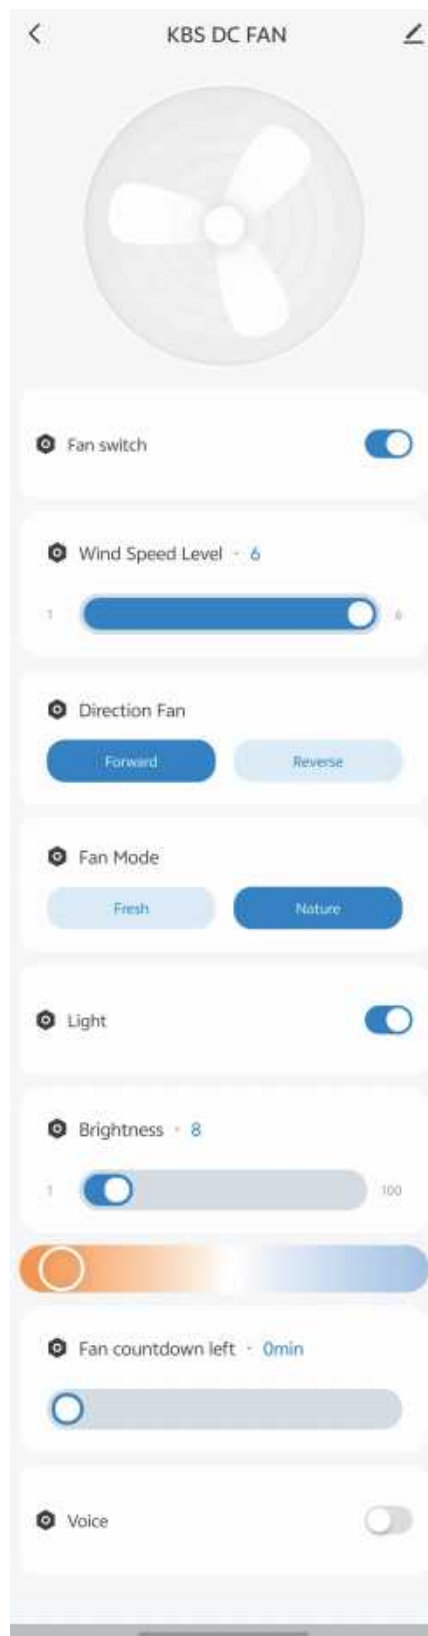 KBS DC FAN
Fan switch
Wind Speed Level · 6
1 6
Direction Fan
Forward Reverse
Fan Mode
Fresh Nature
Light
Brightness · 8
1 100
Fan countdown left · 0min
Voice